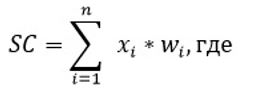 SC = ∑_{i=1}^{n} x_i * w_i, где